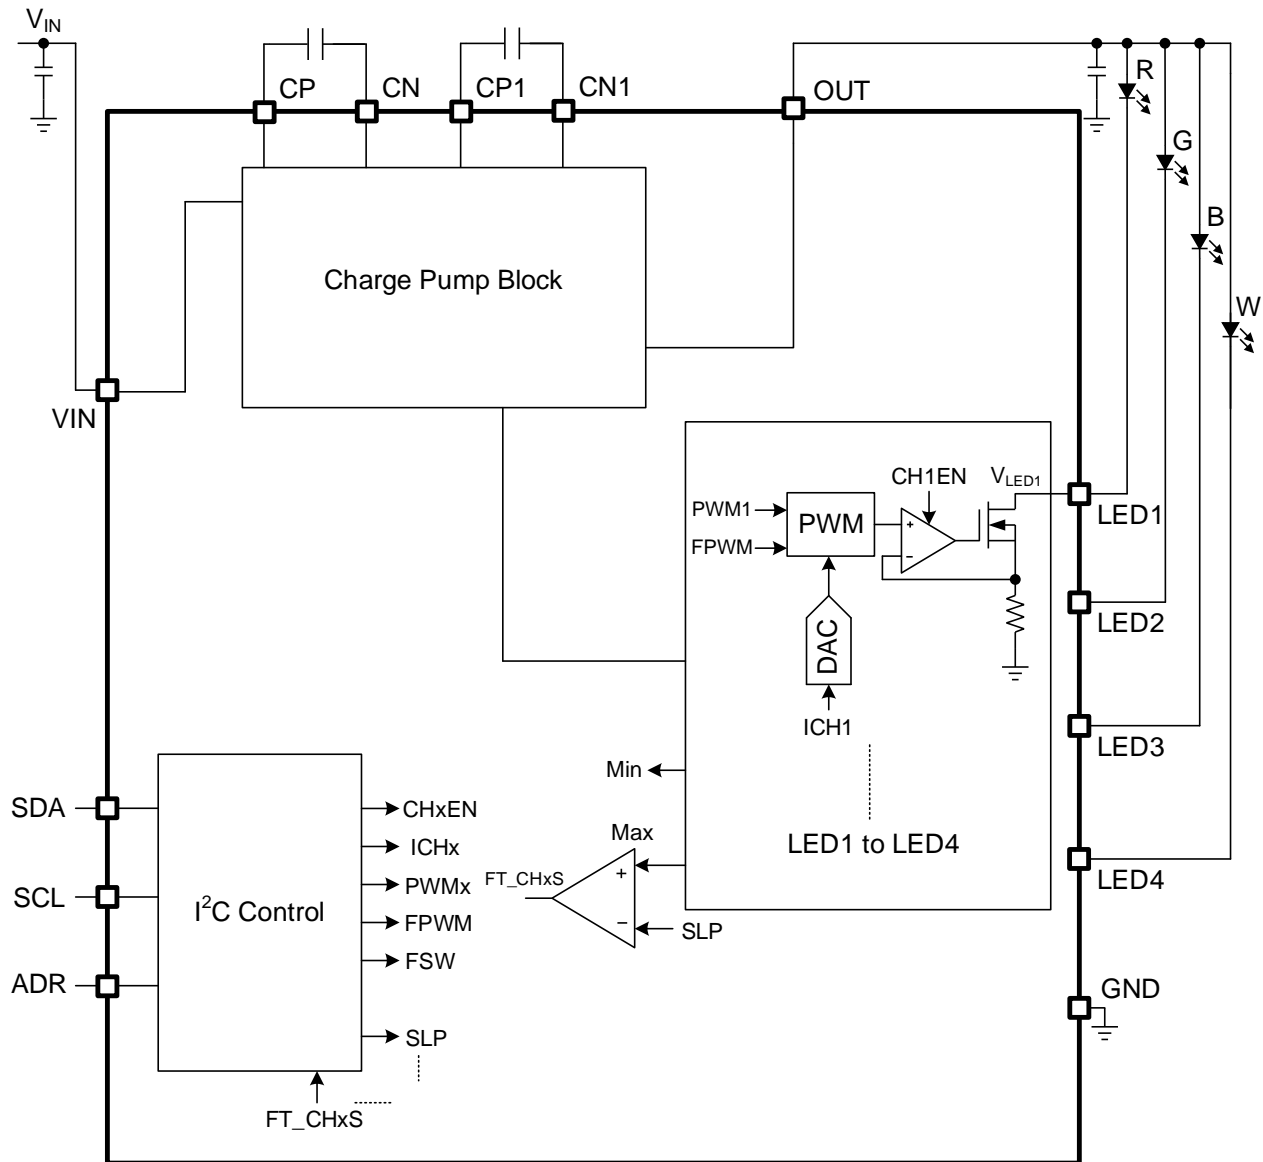 V_IN
CP
CN
CP1
CN1
OUT
R
G
B
W
Charge Pump Block
VIN
CH1EN
V_LED1
PWM1
FPWM
PWM
+
−
DAC
ICH1
LED1
LED2
LED3
LED4
LED1 to LED4
Min
Max
+
−
FT_CHxS
SLP
SDA
SCL
ADR
I²C Control
CHxEN
ICHx
PWMx
FPWM
FSW
SLP
FT_CHxS
GND